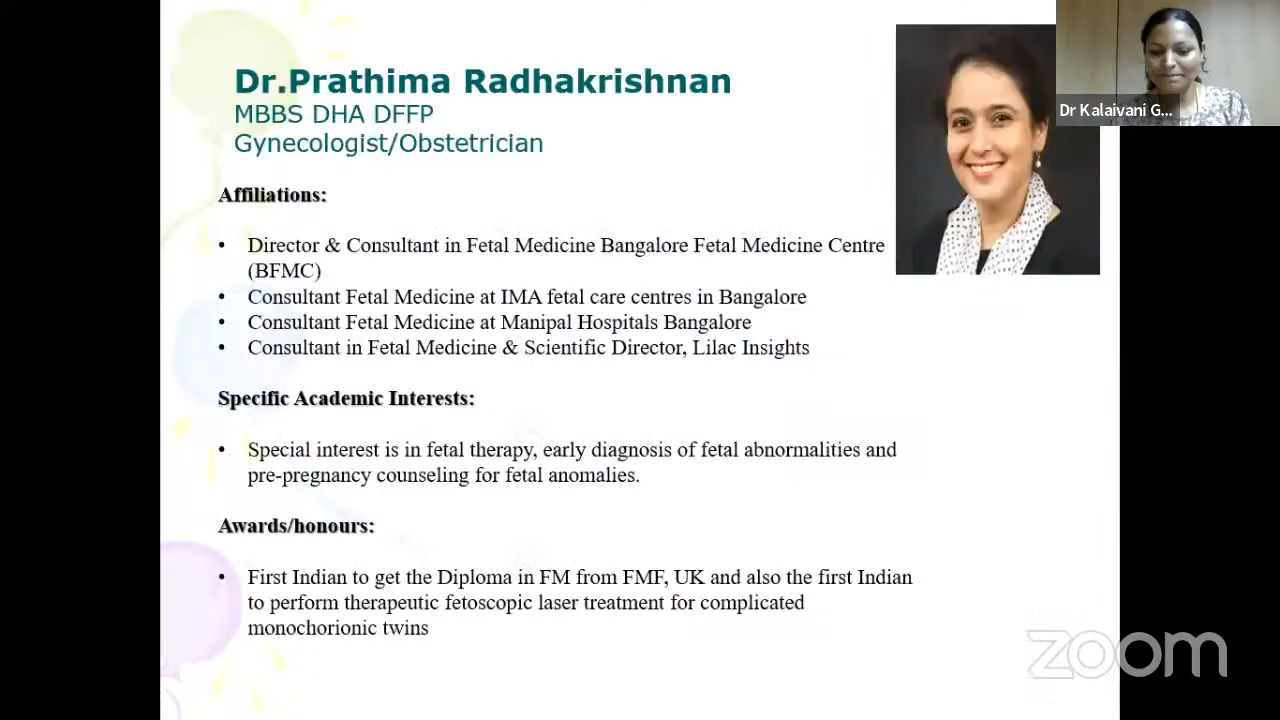 Dr.Prathima Radhakrishnan
MBBS DHA DFFP
Gynecologist/Obstetrician
Dr Kalaivani G...
Affiliations:
• Director & Consultant in Fetal Medicine Bangalore Fetal Medicine Centre
(BFMC)
• Consultant Fetal Medicine at IMA fetal care centres in Bangalore
• Consultant Fetal Medicine at Manipal Hospitals Bangalore
• Consultant in Fetal Medicine & Scientific Director, Lilac Insights
Specific Academic Interests:
• Special interest is in fetal therapy, early diagnosis of fetal abnormalities and
pre-pregnancy counseling for fetal anomalies.
Awards/honours:
• First Indian to get the Diploma in FM from FMF, UK and also the first Indian
to perform therapeutic fetoscopic laser treatment for complicated
monochorionic twins
zoom